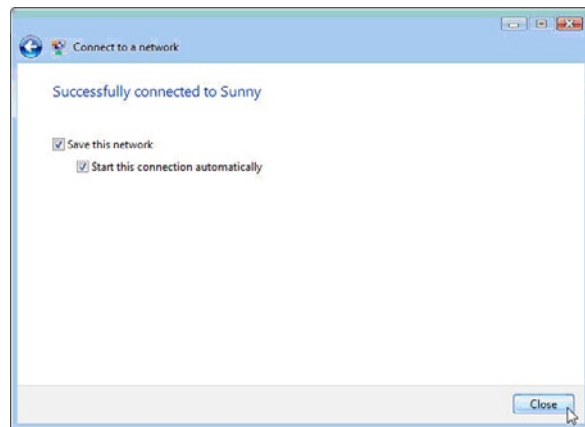 Connect to a network
Successfully connected to Sunny
Save this network
Start this connection automatically
Close